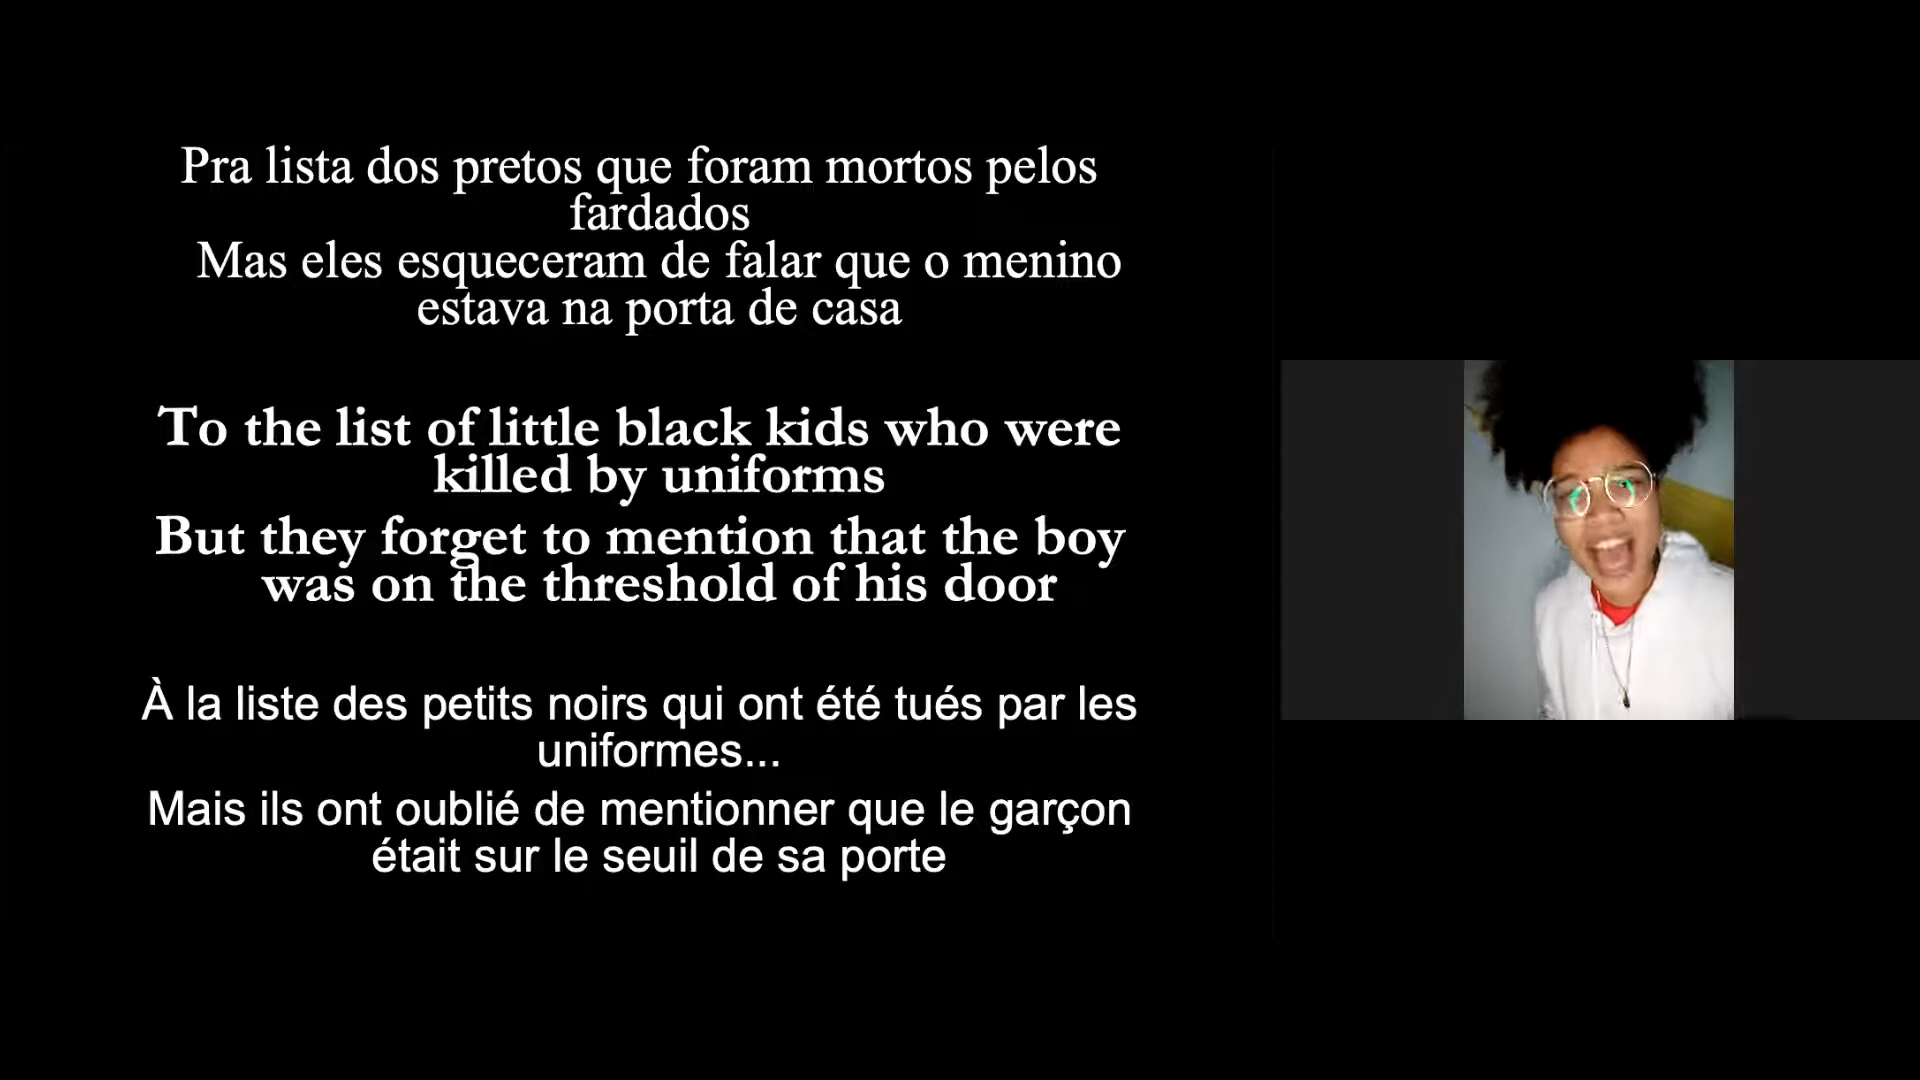 Pra lista dos pretos que foram mortos pelos
fardados
Mas eles esqueceram de falar que o menino
estava na porta de casa
To the list of little black kids who were
killed by uniforms
But they forget to mention that the boy
was on the threshold of his door
À la liste des petits noirs qui ont été tués par les
uniformes...
Mais ils ont oublié de mentionner que le garçon
était sur le seuil de sa porte